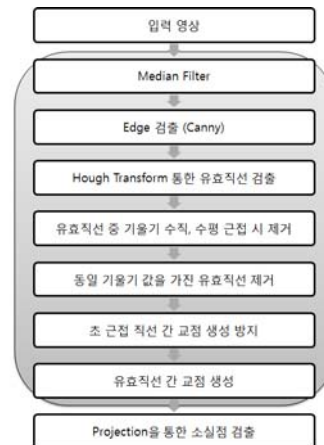 입력 영상
Median Filter
Edge 검출 (Canny)
Hough Transform 통한 유효직선 검출
유효직선 중 기울기 수직, 수평 근접 시 제거
동일 기울기 값을 가진 유효직선 제거
초 근접 직선 간 교점 생성 방지
유효직선 간 교점 생성
Projection을 통한 소실점 검출